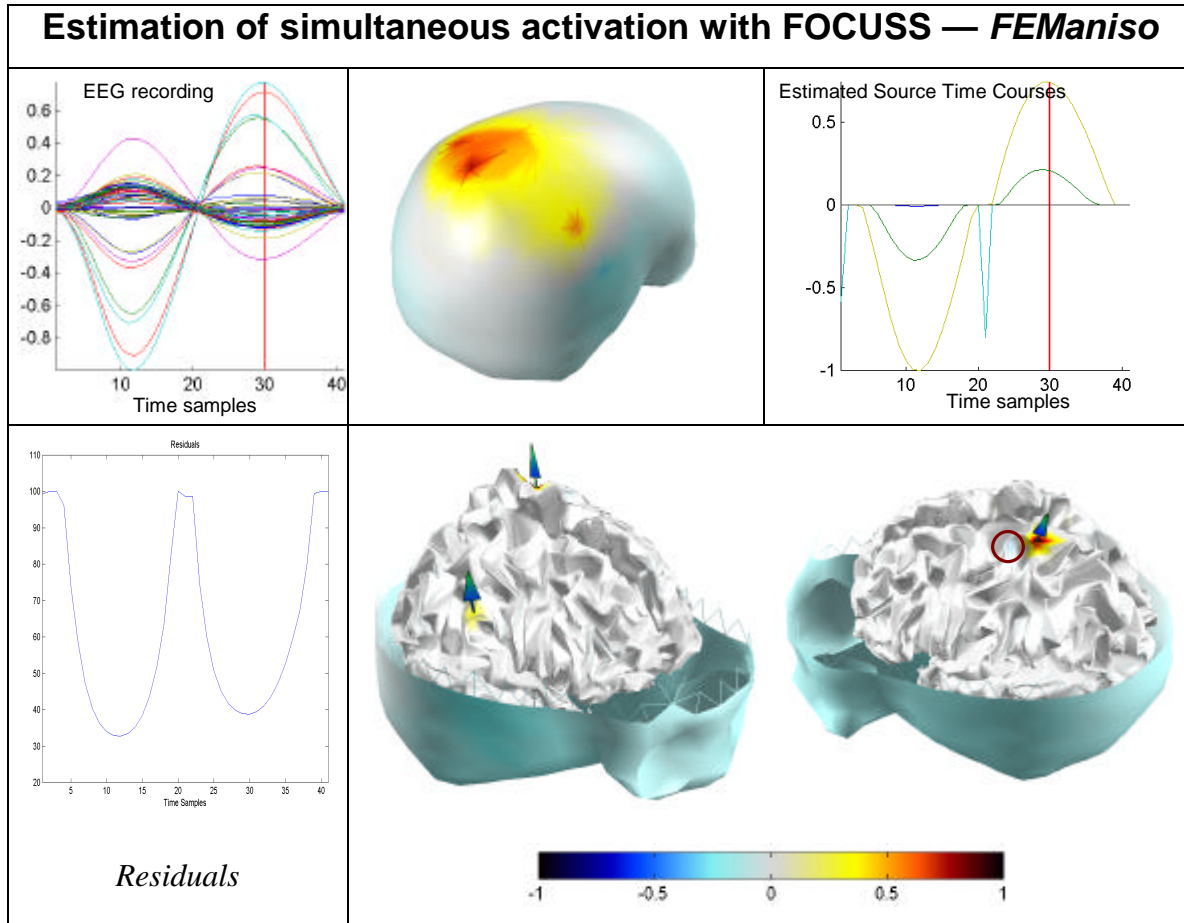 Estimation of simultaneous activation with FOCUSS — FEManiso
EEG recording
0.6
0.4
0.2
0
-0.2
-0.4
-0.6
-0.8
10 20 30 40
Time samples
Estimated Source Time Courses
0.5
0
-0.5
-1
10 20 30 40
Time samples
Residuals
110
100
90
80
70
60
50
40
30
20
5 10 15 20 25 30 35 40
Time Samples
Residuals
-1 -0.5 0 0.5 1